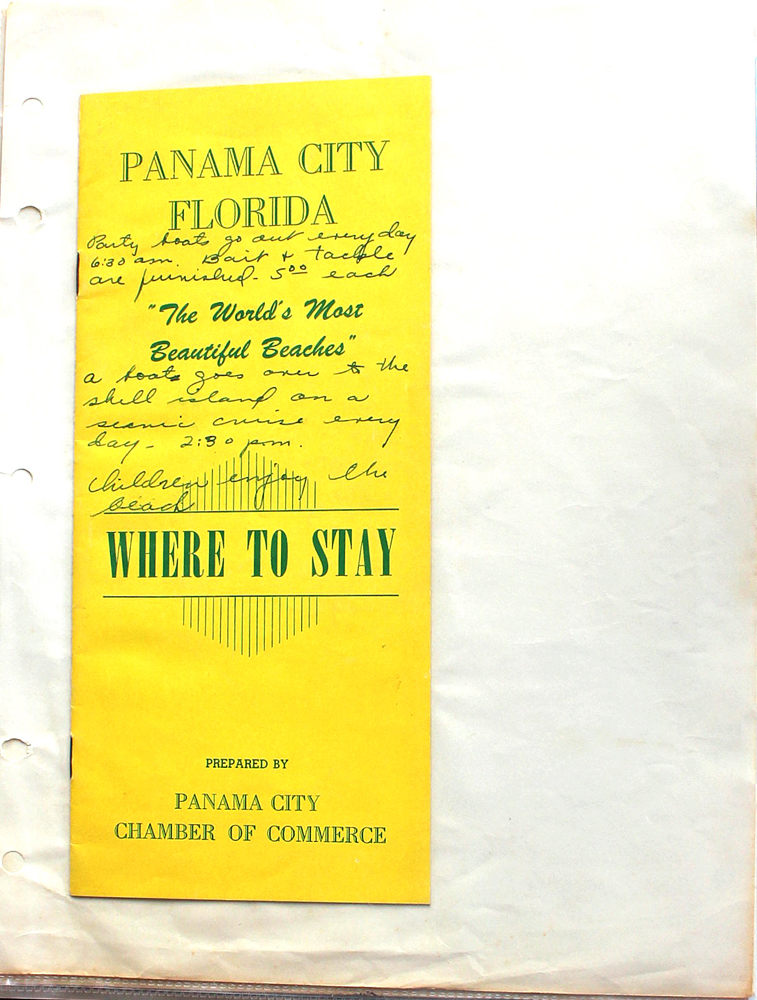 PANAMA CITY
FLORIDA
Party boats go out every day
6:30 am. Bait & tackle
are furnished - 5 00 each
"The World's Most
Beautiful Beaches"
a boat goes over to the
shell island on a
scenic cruise every
day - 2:30 pm.
Children enjoy the
beach
WHERE TO STAY
PREPARED BY
PANAMA CITY
CHAMBER OF COMMERCE